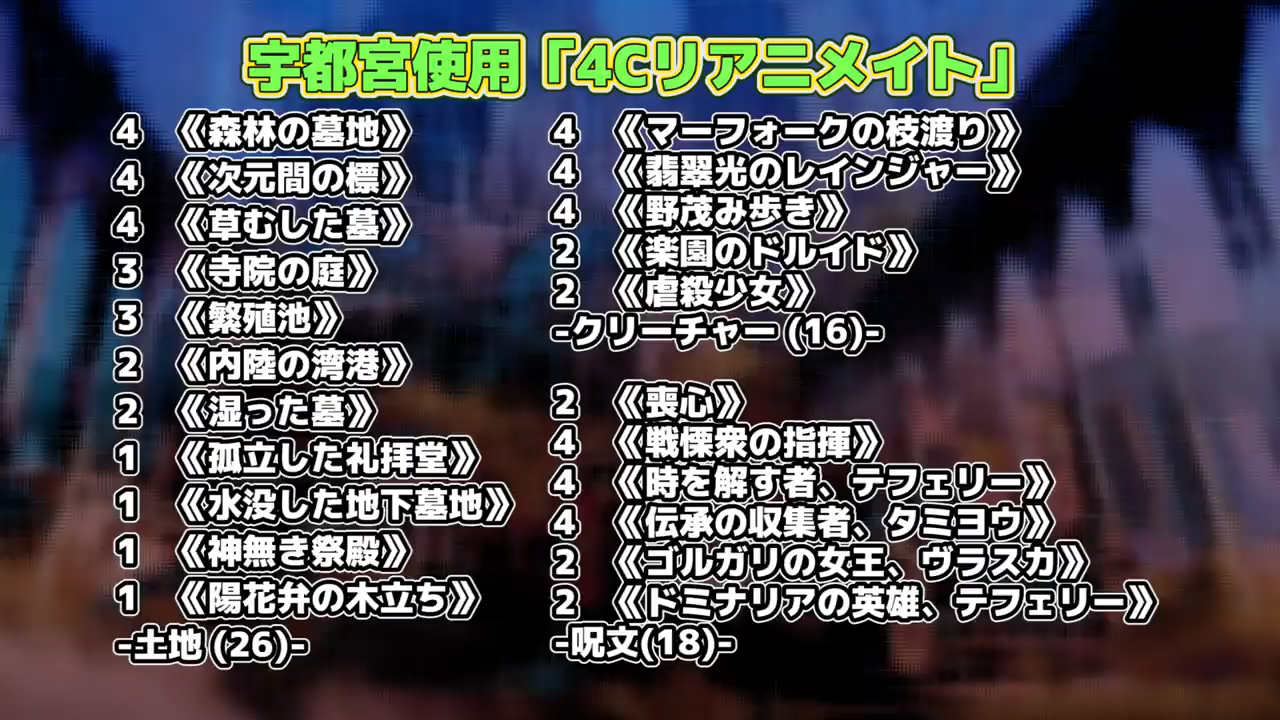 宇都宮使用「4Cリアニメイト」
4 《森林の墓地》
4 《次元間の標》
4 《草むした墓》
3 《寺院の庭》
3 《繁殖池》
2 《内陸の湾港》
2 《湿った墓》
1 《孤立した礼拝堂》
1 《水没した地下墓地》
1 《神無き祭殿》
1 《陽花弁の木立ち》
-土地 (26)-
4 《マーフォークの枝渡り》
4 《翡翠光のレインジャー》
4 《野茂み歩き》
2 《楽園のドルイド》
2 《虐殺少女》
-クリーチャー (16)-
2 《喪心》
4 《戦慄衆の指揮》
4 《時を解す者、テフェリー》
4 《伝承の収集者、タミヨウ》
2 《ゴルガリの女王、ヴラスカ》
2 《ドミナリアの英雄、テフェリー》
-呪文(18)-